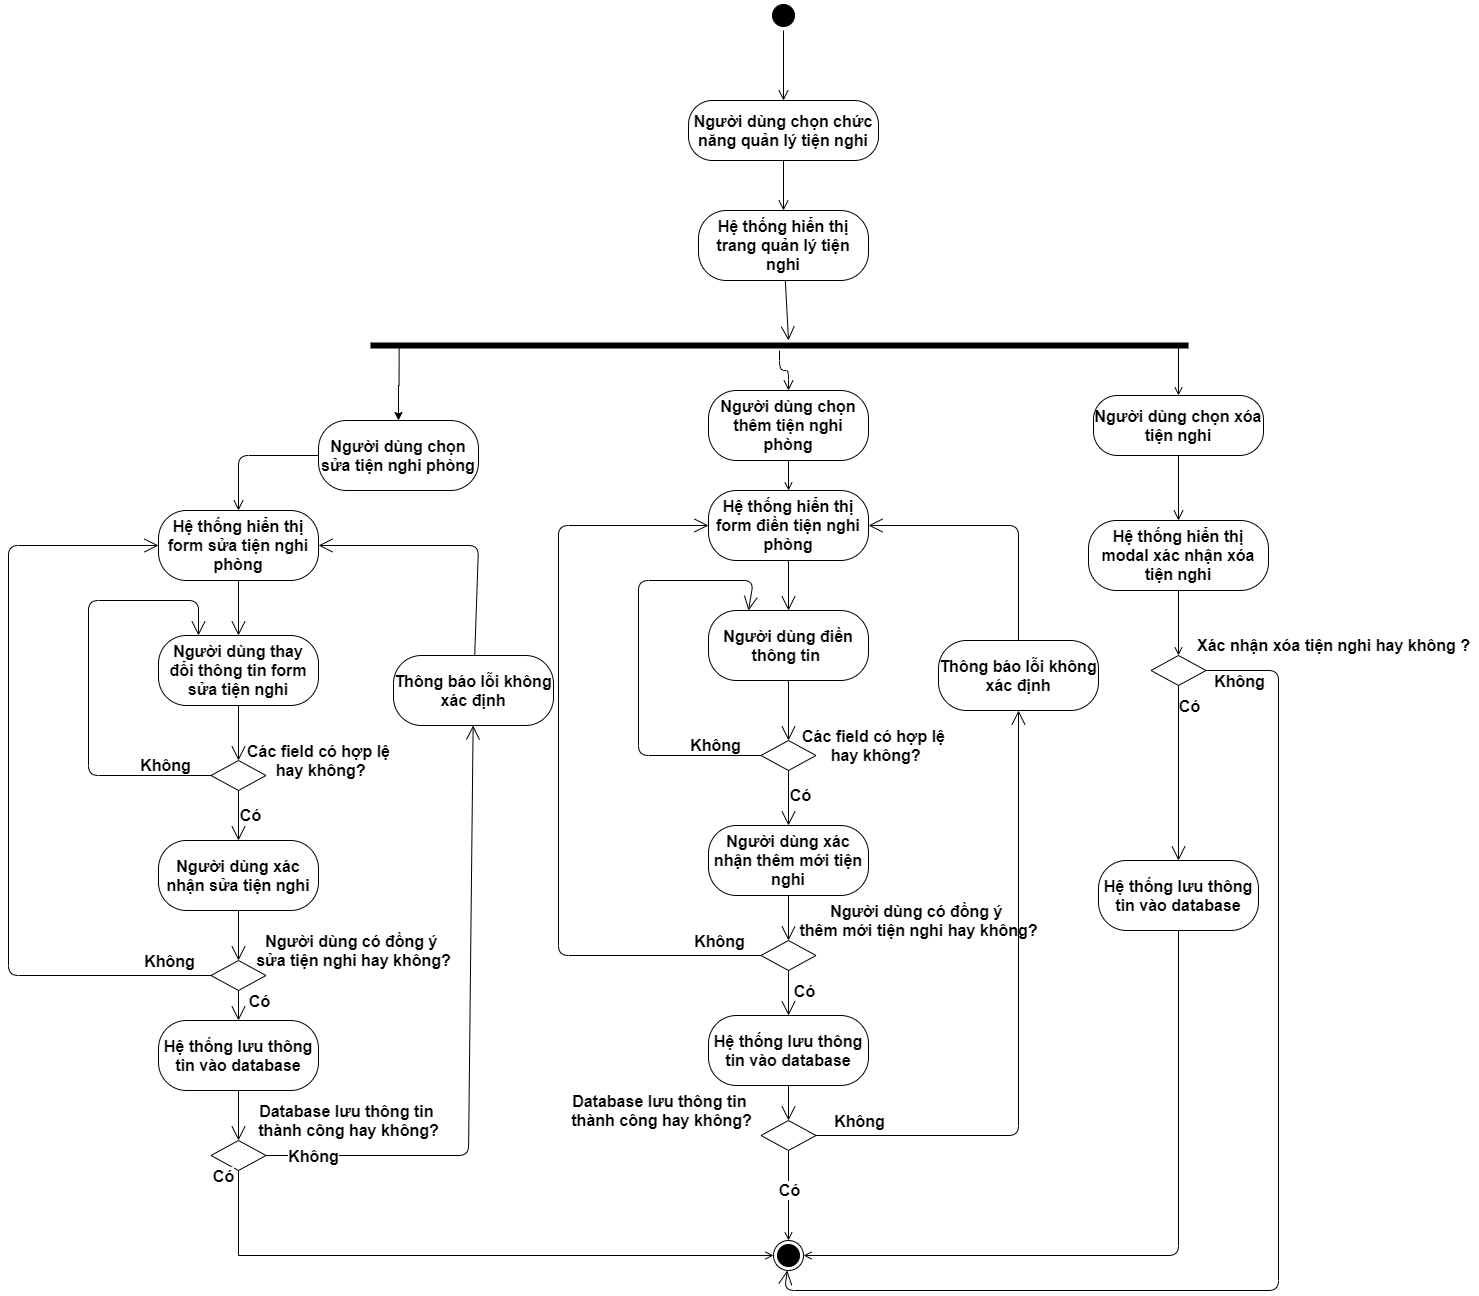 Người dùng chọn chức
năng quản lý tiện nghi
Hệ thống hiển thị
trang quản lý tiện
nghi
Người dùng chọn
sửa tiện nghi phòng
Hệ thống hiển thị
form sửa tiện nghi
phòng
Người dùng thay
đổi thông tin form
sửa tiện nghi
Thông báo lỗi không
xác định
Các field có hợp lệ
hay không?
Không
Có
Người dùng xác
nhận sửa tiện nghi
Người dùng có đồng ý
sửa tiện nghi hay không?
Không
Có
Hệ thống lưu thông
tin vào database
Database lưu thông tin
thành công hay không?
Không
Có
Người dùng chọn
thêm tiện nghi
phòng
Hệ thống hiển thị
form điền tiện nghi
phòng
Người dùng điền
thông tin
Thông báo lỗi không
xác định
Các field có hợp lệ
hay không?
Không
Có
Người dùng xác
nhận thêm mới tiện
nghi
Người dùng có đồng ý
thêm mới tiện nghi hay không?
Không
Có
Hệ thống lưu thông
tin vào database
Database lưu thông tin
thành công hay không?
Không
Có
Người dùng chọn xóa
tiện nghi
Hệ thống hiển thị
modal xác nhận xóa
tiện nghi
Xác nhận xóa tiện nghi hay không ?
Không
Có
Hệ thống lưu thông
tin vào database